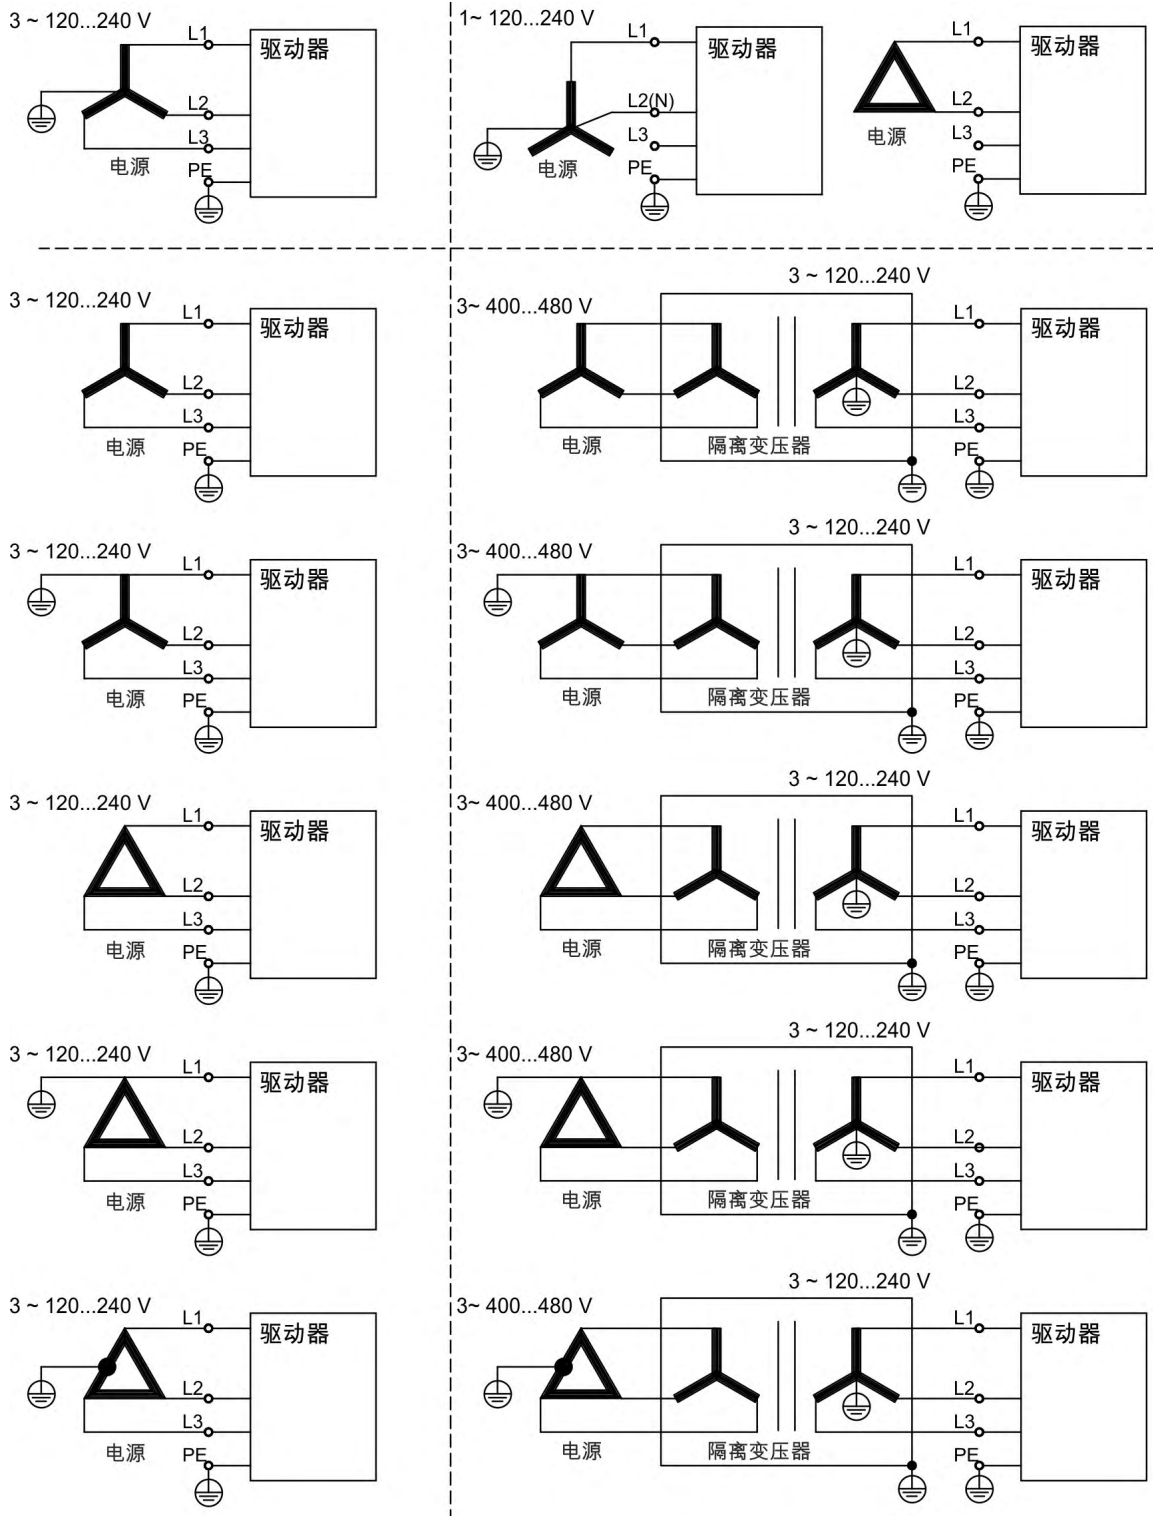 3 ~ 120...240 V
L1
驱动器
L2
L3
电源
PE
1~ 120...240 V
L1
驱动器
L2(N)
L3
电源
PE
L1
驱动器
L2
电源
L3
PE
3 ~ 120...240 V
L1
驱动器
L2
L3
电源
PE
3 ~ 120...240 V
3~ 400...480 V
L1
驱动器
L2
L3
电源
隔离变压器
PE
3 ~ 120...240 V
L1
驱动器
L2
L3
电源
PE
3 ~ 120...240 V
3~ 400...480 V
L1
驱动器
L2
L3
电源
隔离变压器
PE
3 ~ 120...240 V
L1
驱动器
L2
L3
电源
PE
3 ~ 120...240 V
3~ 400...480 V
L1
驱动器
L2
L3
电源
隔离变压器
PE
3 ~ 120...240 V
L1
驱动器
L2
L3
电源
PE
3 ~ 120...240 V
3~ 400...480 V
L1
驱动器
L2
L3
电源
隔离变压器
PE
3 ~ 120...240 V
L1
驱动器
L2
L3
电源
PE
3 ~ 120...240 V
3~ 400...480 V
L1
驱动器
L2
L3
电源
隔离变压器
PE